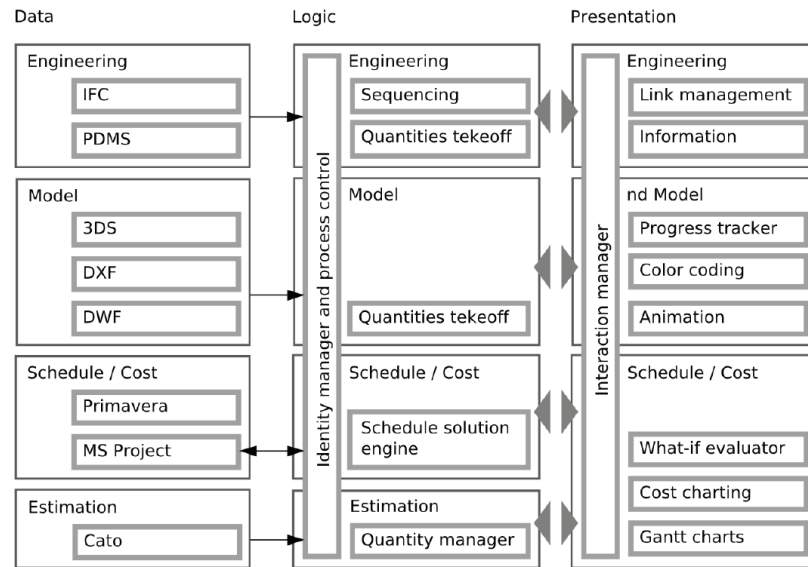 Data
Logic
Presentation
Engineering
IFC
PDMS
Model
3DS
DXF
DWF
Schedule / Cost
Primavera
MS Project
Estimation
Cato
Identity manager and process control
Engineering
Sequencing
Quantities takeoff
Model
Quantities takeoff
Schedule / Cost
Schedule solution
engine
Estimation
Quantity manager
Interaction manager
Engineering
Link management
Information
nd Model
Progress tracker
Color coding
Animation
Schedule / Cost
What-if evaluator
Cost charting
Gantt charts